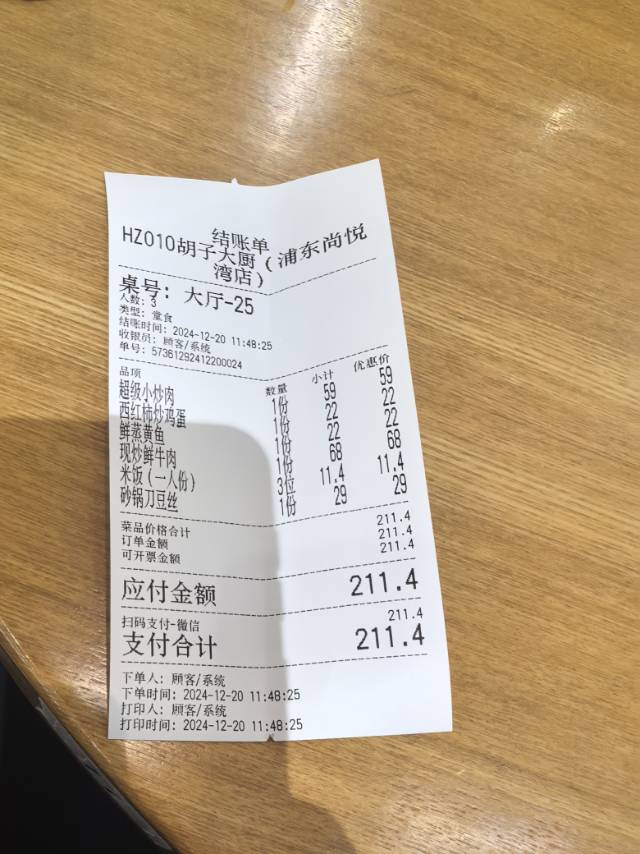 结账单
HZ010胡子大厨（浦东尚悦
湾店）
桌号：大厅-25
人数：3
类型：堂食
结账时间：2024-12-20 11:48:25
收银员：顾客/系统
单号：57361292412200024
品项 数量 小计 优惠价
超级小炒肉 1份 59 59
西红柿炒鸡蛋 1份 22 22
鲜蒸黄鱼 1份 22 22
现炒鲜牛肉 1份 68 68
米饭（一人份） 3位 11.4 11.4
砂锅刀豆丝 1份 29 29
菜品价格合计 211.4
订单金额 211.4
可开票金额 211.4
应付金额 211.4
扫码支付-微信 211.4
支付合计 211.4
下单人：顾客/系统
下单时间：2024-12-20 11:48:25
打印人：顾客/系统
打印时间：2024-12-20 11:48:25